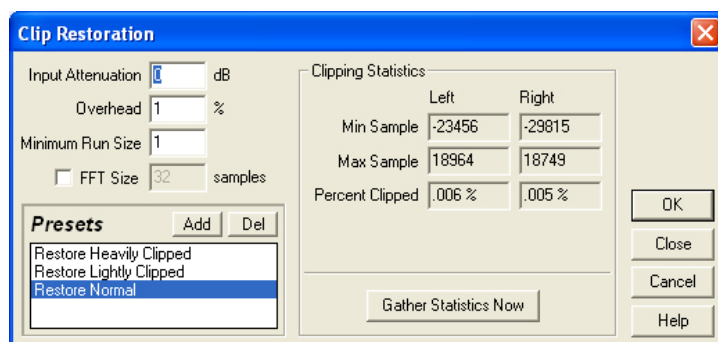 Clip Restoration
Input Attenuation 0 dB
Overhead 1 %
Minimum Run Size 1
FFT Size 32 samples
Presets Add Del
Restore Heavily Clipped
Restore Lightly Clipped
Restore Normal
Clipping Statistics
Left Right
Min Sample -23456 -29815
Max Sample 18964 18749
Percent Clipped .006 % .005 %
Gather Statistics Now
OK
Close
Cancel
Help